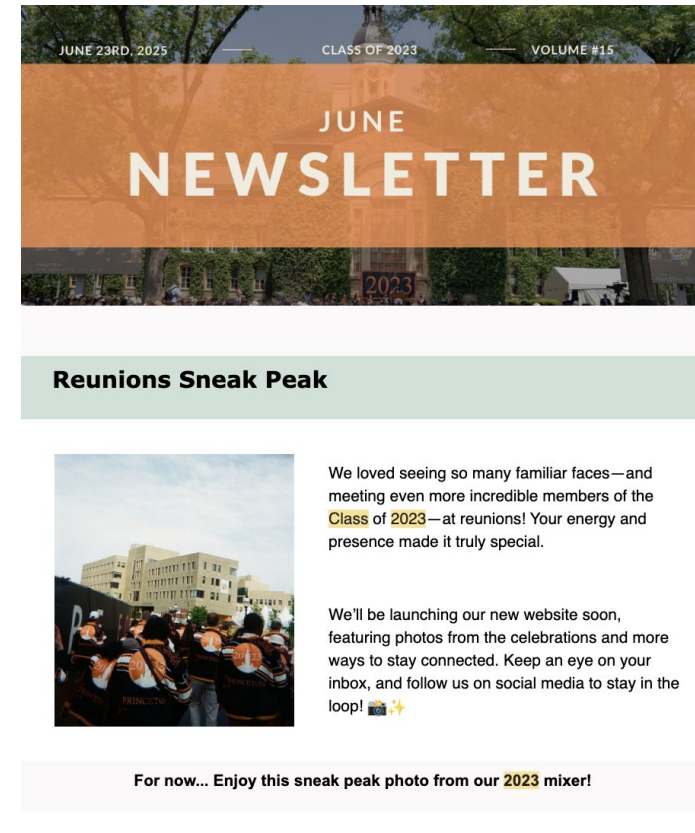 JUNE 23RD, 2025 CLASS OF 2023 VOLUME #15
JUNE
NEWSLETTER
2023
Reunions Sneak Peak
We loved seeing so many familiar faces—and
meeting even more incredible members of the
Class of 2023—at reunions! Your energy and
presence made it truly special.
We’ll be launching our new website soon,
featuring photos from the celebrations and more
ways to stay connected. Keep an eye on your
inbox, and follow us on social media to stay in the
loop! 📸✨
PRINCETON
PRINCETON
For now... Enjoy this sneak peak photo from our 2023 mixer!